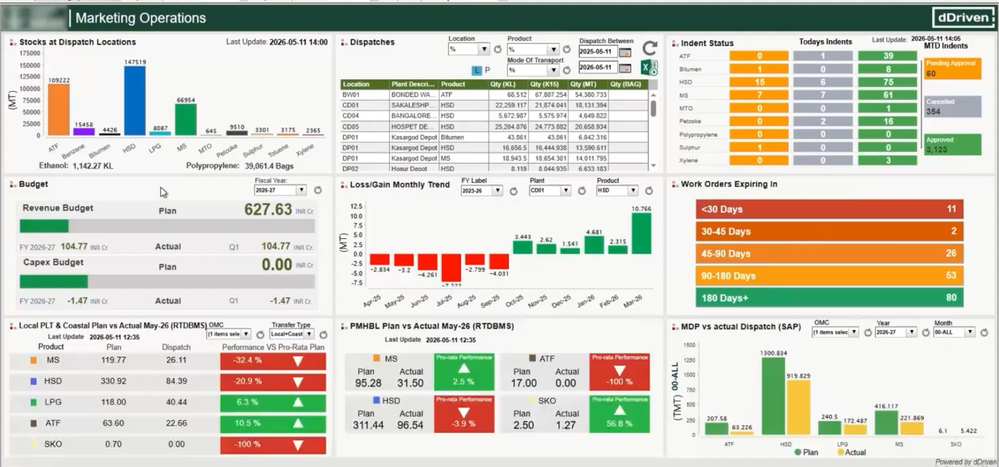 Marketing Operations
dDriven
Stocks at Dispatch Locations
Last Update: 2026-05-11 14:00
(MT)
175000
150000
125000
100000
75000
50000
25000
0
109222
15458
4426
147519
8087
66954
645
9510
3301
3175
2365
ATF
Benzene
Bitumen
HSD
LPG
MS
MTO
Petcoke
Sulphur
Toluene
Xylene
Ethanol: 1,142.27 KL
Polypropylene: 39,061.4 Bags
Dispatches
Location
%
Product
%
Dispatch Between
2025-05-11
L P
Mode Of Transport
%
2026-05-11
Location Plant Descri... Product Qty (KL) Qty (K15) Qty (MT) Qty (BAG)
BW01 BONDED WA... ATF 68,512 67,807.254 54,380.733
CD01 SAKALESHP... HSD 22,259.117 21,874.041 18,131.394
CD04 BANGALORE... HSD 5,672.987 5,575.974 4,649.822
CD05 HOSPET DE... HSD 25,204.876 24,773.882 20,658.934
DP01 Kasargod Depot Bitumen 43,861 43,861 6,842.316
DP01 Kasargod Depot HSD 16,656.5 16,444.938 13,590.611
DP01 Kasargod Depot MS 18,943.5 18,654.301 14,011.795
DP02 Hosur Depot HSD 8.119 8.044.935 6.633.183
Indent Status
Todays Indents
Last Update: 2026-05-11 14:05
MTD Indents
ATF 0 1 39
Bitumen 1 0 8
HSD 15 6 75
MS 7 7 61
MTO 0 0 1
Petcoke 0 2 16
Polypropylene 0 0 0
Sulphur 1 0 0
Xylene 0 0 3
Pending Approval
60
Cancelled
354
Approved
3,123
Budget
Fiscal Year:
2026-27
Revenue Budget Plan 627.63 INR Cr.
FY 2026-27 104.77 INR Cr. Actual Q1 104.77 INR Cr.
Capex Budget Plan 0.00 INR Cr.
FY 2026-27 -1.47 INR Cr. Actual Q1 -1.47 INR Cr.
Loss/Gain Monthly Trend
FY Label
2025-26
Plant
CD01
Product
HSD
(MT)
12.5
10.0
7.5
5.0
2.5
0.0
-2.5
-5.0
-7.5
-2.834
-3.2
-4.261
-2.799
-4.031
3.443
2.62
1.541
4.681
2.315
10.766
Apr-25
May-25
Jun-25
Jul-25
Aug-25
Sep-25
Oct-25
Nov-25
Dec-25
Jan-26
Feb-26
Mar-26
Work Orders Expiring In
<30 Days 11
30-45 Days 2
45-90 Days 26
90-180 Days 53
180 Days+ 80
Local PLT & Coastal Plan vs Actual May-26 (RTDBMS)
OMC
(1 items sele
Transfer Type
Local+Coast
Last Update 2026-05-11 12:35
Product Plan Dispatch Performance VS Pro-Rata Plan
MS 119.77 26.11 -32.4 %
HSD 330.92 84.39 -20.9 %
LPG 118.00 40.44 6.3 %
ATF 63.60 22.66 10.5 %
SKO 0.70 0.00 -100 %
PMHBL Plan vs Actual May-26 (RTDBMS)
Last Update 2026-05-11 12:35
MS
Plan Actual
95.28 31.50
Pro-rata Performance
2.5 %
ATF
Plan Actual
17.00 0.00
Pro-rata Performance
-100 %
HSD
Plan Actual
311.44 96.54
Pro-rata Performance
-3.9 %
SKO
Plan Actual
2.50 1.27
Pro-rata Performance
56.8 %
MDP vs actual Dispatch (SAP)
OMC
(1 items selec
Year
2026-27
Month
00-ALL
(TMT) 00-ALL
1500
1250
1000
750
500
250
0
207.58
63.226
1300.834
919.829
240.5
172.487
416.117
221.869
6.1
5.422
ATF
HSD
LPG
MS
SKO
Plan
Actual
Powered by dDriven